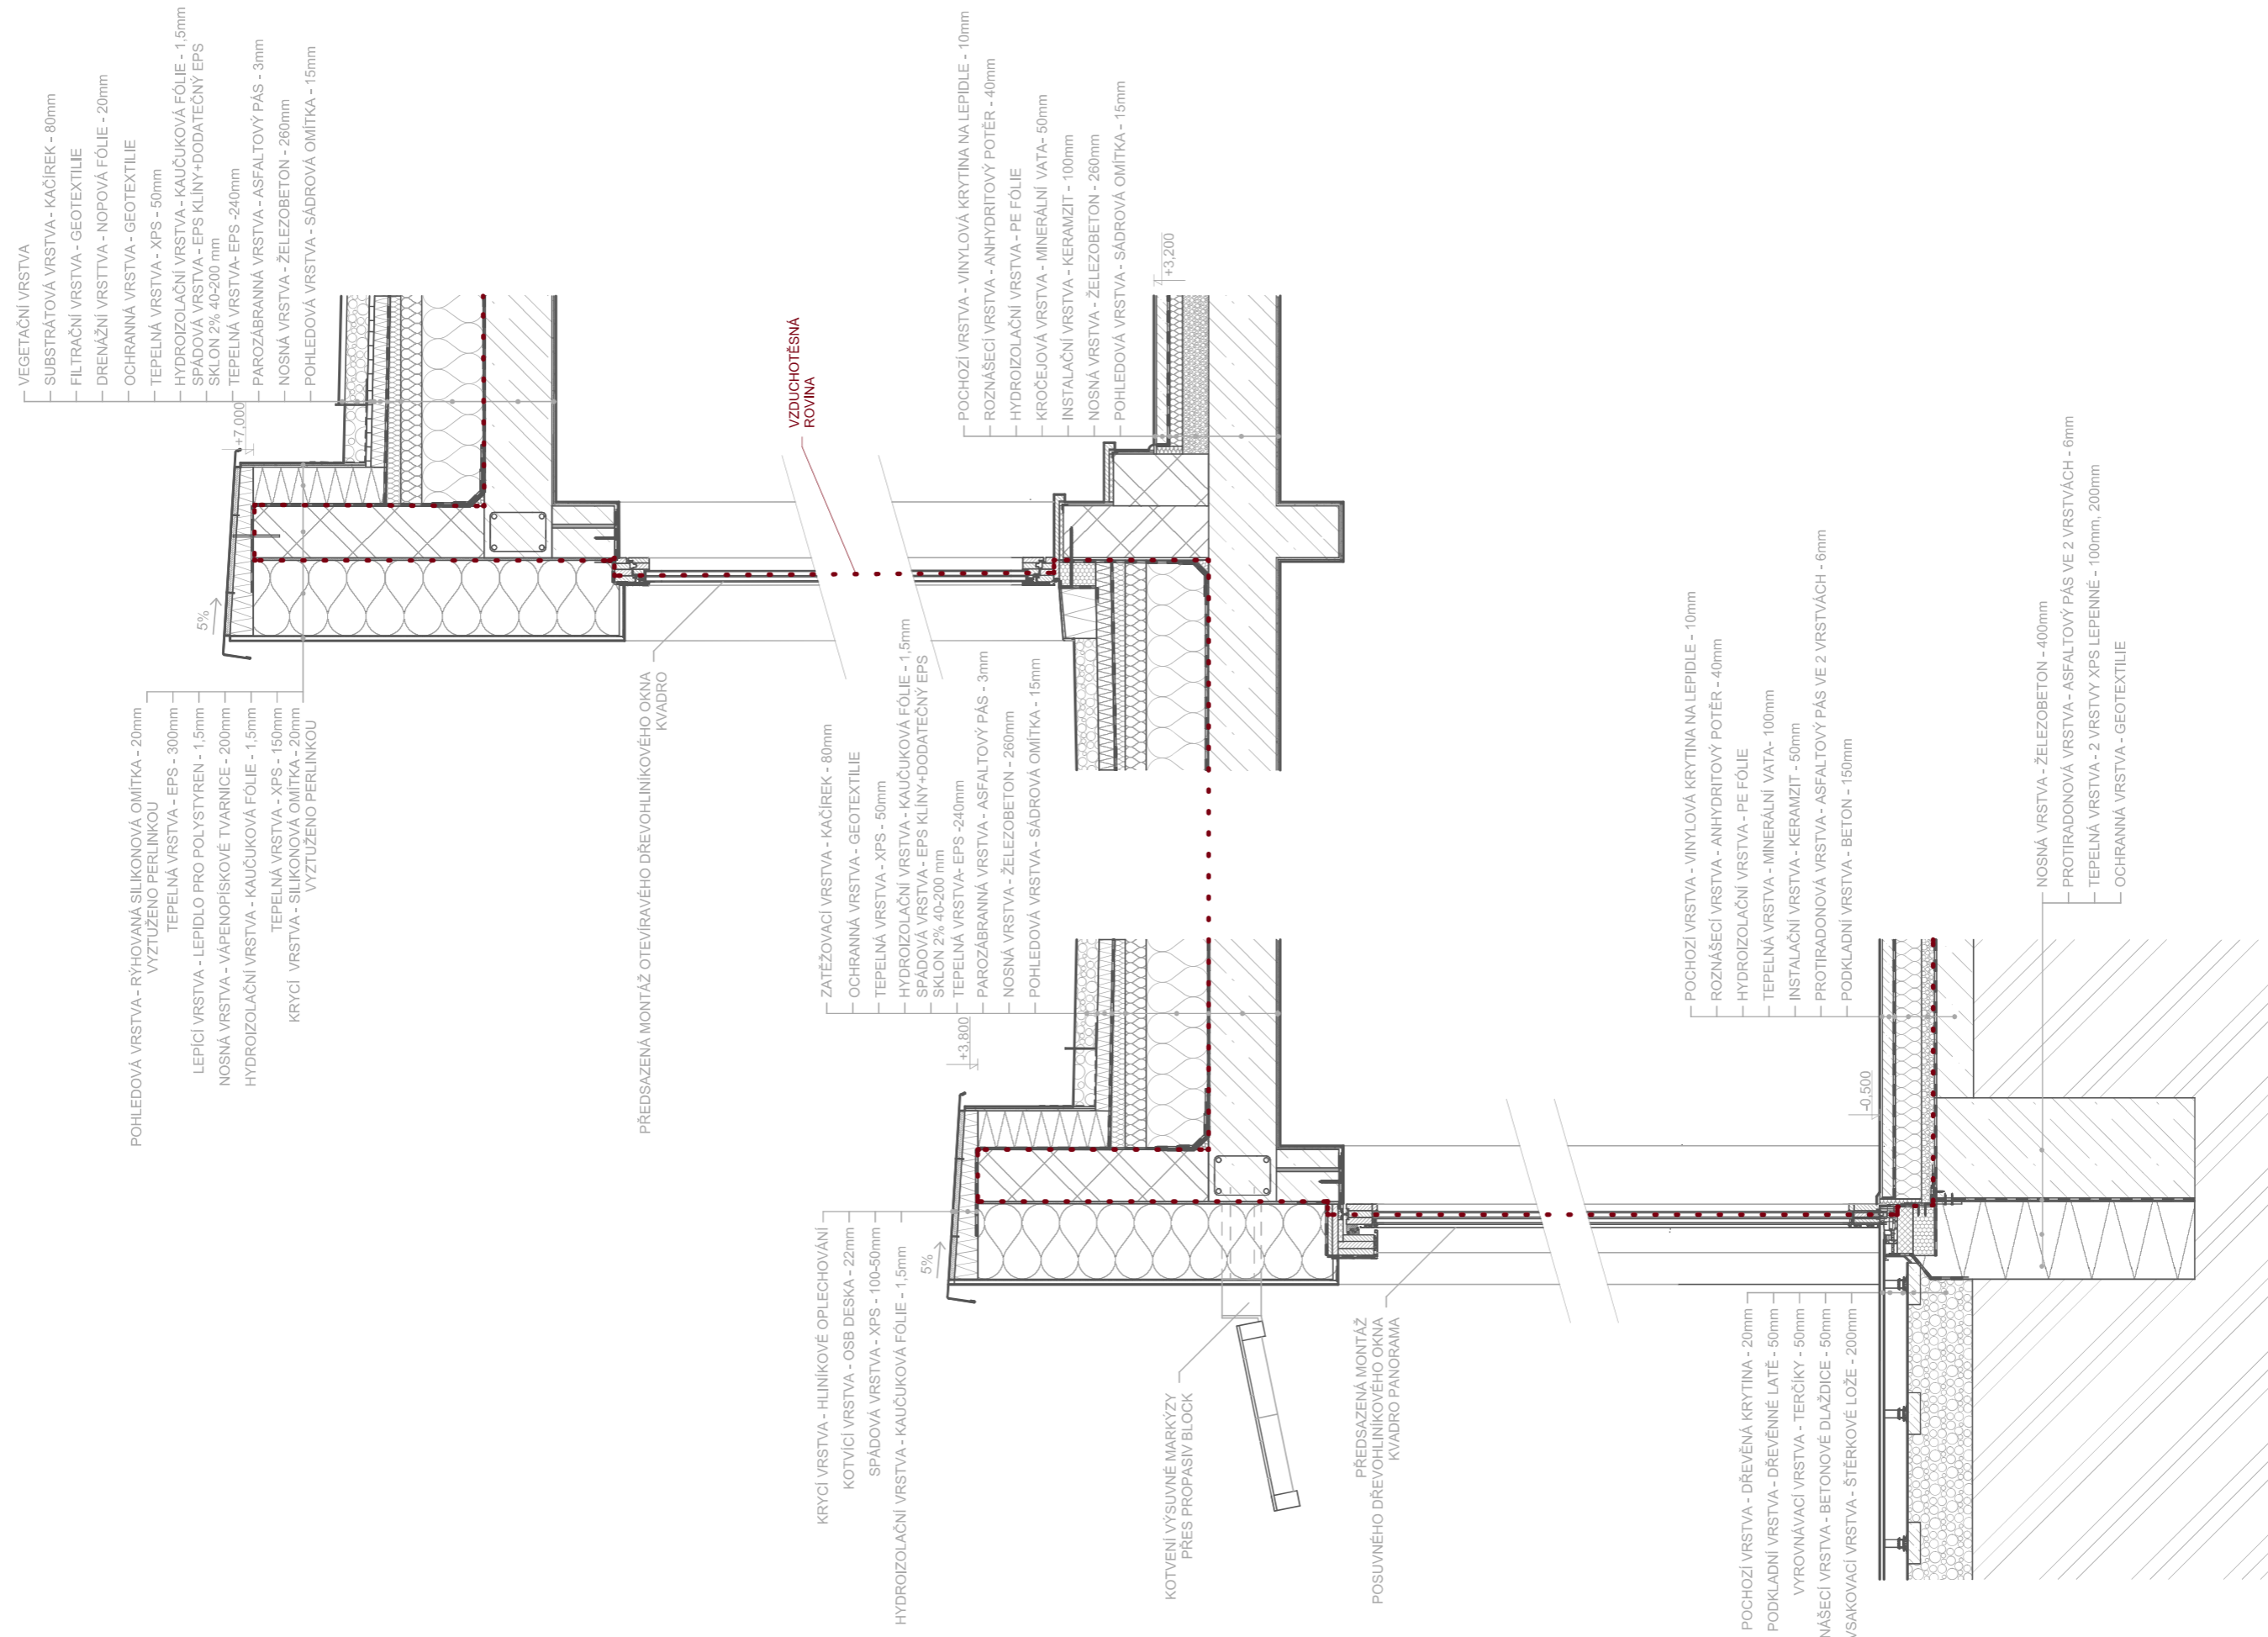 VEGETAČNÍ VRSTVA
SUBSTRÁTOVÁ VRSTVA - KAČÍREK - 80mm
FILTRAČNÍ VRSTVA - GEOTEXTILIE
DRENÁŽNÍ VRSTTVA - NOPOVÁ FÓLIE - 20mm
OCHRANNÁ VRSTVA - GEOTEXTILIE
TEPELNÁ VRSTVA - XPS - 50mm
HYDROIZOLAČNÍ VRSTVA - KAUČUKOVÁ FÓLIE - 1,5mm
SPÁDOVÁ VRSTVA - EPS KLÍNY+DODATEČNÝ EPS
SKLON 2% 40-200 mm
TEPELNÁ VRSTVA- EPS -240mm
PAROZÁBRANNÁ VRSTVA - ASFALTOVÝ PÁS - 3mm
NOSNÁ VRSTVA - ŽELEZOBETON - 260mm
POHLEDOVÁ VRSTVA - SÁDROVÁ OMÍTKA - 15mm
+7,000
5%
POHLEDOVÁ VRSTVA - RÝHOVANÁ SILIKONOVÁ OMÍTKA - 20mm
VYZTUŽENO PERLINKOU
TEPELNÁ VRSTVA - EPS - 300mm
LEPÍCÍ VRSTVA - LEPIDLO PRO POLYSTYREN - 1,5mm
NOSNÁ VRSTVA - VÁPENOPÍSKOVÉ TVARNICE - 200mm
HYDROIZOLAČNÍ VRSTVA - KAUČUKOVÁ FÓLIE - 1,5mm
TEPELNÁ VRSTVA - XPS - 150mm
KRYCÍ VRSTVA - SILIKONOVÁ OMÍTKA - 20mm
VYZTUŽENO PERLINKOU
PŘEDSAZENÁ MONTÁŽ OTEVÍRAVÉHO DŘEVOHLINÍKOVÉHO OKNA
KVADRO
VZDUCHOTĚSNÁ
ROVINA
POCHOZÍ VRSTVA - VINYLOVÁ KRYTINA NA LEPIDLE - 10mm
ROZNÁŠECÍ VRSTVA - ANHYDRITOVÝ POTĚR - 40mm
HYDROIZOLAČNÍ VRSTVA - PE FÓLIE
KROČEJOVÁ VRSTVA - MINERÁLNÍ VATA- 50mm
INSTALAČNÍ VRSTVA - KERAMZIT - 100mm
NOSNÁ VRSTVA - ŽELEZOBETON - 260mm
POHLEDOVÁ VRSTVA - SÁDROVÁ OMÍTKA - 15mm
+3,200
ZATĚŽOVACÍ VRSTVA - KAČÍREK - 80mm
OCHRANNÁ VRSTVA - GEOTEXTILIE
TEPELNÁ VRSTVA - XPS - 50mm
HYDROIZOLAČNÍ VRSTVA - KAUČUKOVÁ FÓLIE - 1,5mm
SPÁDOVÁ VRSTVA - EPS KLÍNY+DODATEČNÝ EPS
SKLON 2% 40-200 mm
TEPELNÁ VRSTVA- EPS -240mm
PAROZÁBRANNÁ VRSTVA - ASFALTOVÝ PÁS - 3mm
NOSNÁ VRSTVA - ŽELEZOBETON - 260mm
POHLEDOVÁ VRSTVA - SÁDROVÁ OMÍTKA - 15mm
+3,800
5%
KRYCÍ VRSTVA - HLINÍKOVÉ OPLECHOVÁNÍ
KOTVÍCÍ VRSTVA - OSB DESKA - 22mm
SPÁDOVÁ VRSTVA - XPS - 100-50mm
HYDROIZOLAČNÍ VRSTVA - KAUČUKOVÁ FÓLIE - 1,5mm
KOTVENÍ VÝSUVNÉ MARKÝZY
PŘES PROPASIV BLOCK
PŘEDSAZENÁ MONTÁŽ
POSUVNÉHO DŘEVOHLINÍKOVÉHO OKNA
KVADRO PANORAMA
POCHOZÍ VRSTVA - VINYLOVÁ KRYTINA NA LEPIDLE - 10mm
ROZNÁŠECÍ VRSTVA - ANHYDRITOVÝ POTĚR - 40mm
HYDROIZOLAČNÍ VRSTVA - PE FÓLIE
TEPELNÁ VRSTVA - MINERÁLNÍ VATA- 100mm
INSTALAČNÍ VRSTVA - KERAMZIT - 50mm
PROTIRADONOVÁ VRSTVA - ASFALTOVÝ PÁS VE 2 VRSTVÁCH - 6mm
PODKLADNÍ VRSTVA - BETON - 150mm
-0,500
NOSNÁ VRSTVA - ŽELEZOBETON - 400mm
PROTIRADONOVÁ VRSTVA - ASFALTOVÝ PÁS VE 2 VRSTVÁCH - 6mm
TEPELNÁ VRSTVA - 2 VRSTVY XPS LEPENNÉ - 100mm, 200mm
OCHRANNÁ VRSTVA - GEOTEXTILIE
POCHOZÍ VRSTVA - DŘEVĚNÁ KRYTINA - 20mm
PODKLADNÍ VRSTVA - DŘEVĚNNÉ LATĚ - 50mm
VYROVNÁVACÍ VRSTVA - TERČÍKY - 50mm
NÁŠECÍ VRSTVA - BETONOVÉ DLAŽDICE - 50mm
VSAKOVACÍ VRSTVA - ŠTĚRKOVÉ LOŽE - 200mm